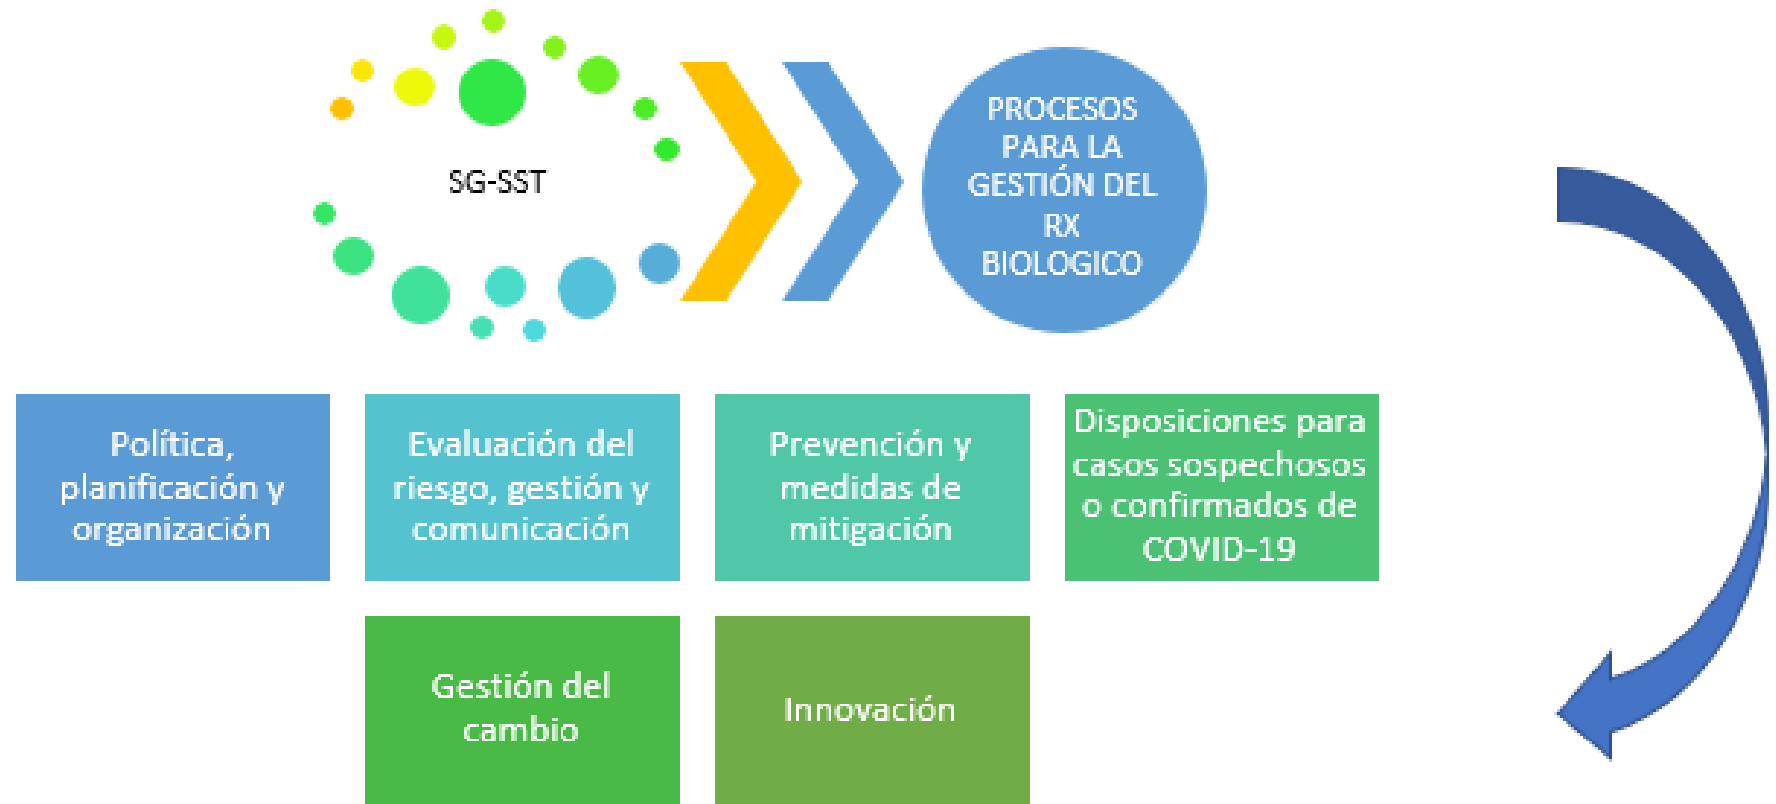 SG-SST
PROCESOS
PARA LA
GESTIÓN DEL
RX
BIOLOGICO
Política,
planificación y
organización
Evaluación del
riesgo, gestión y
comunicación
Prevención y
medidas de
mitigación
Disposiciones para
casos sospechosos
o confirmados de
COVID-19
Gestión del
cambio
Innovación